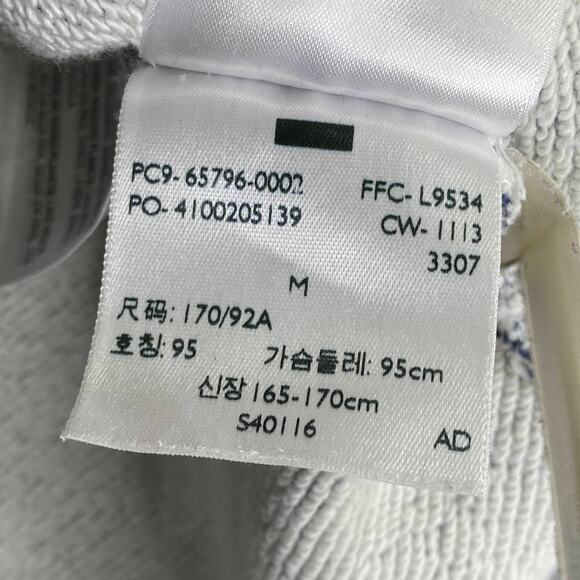 PC9- 65796-0002 FFC- L9534
PO- 4100205139 CW- 1113
3307
M
尺码: 170/92A
호칭: 95 가슴둘레: 95cm
신장 165-170cm
S40116 AD